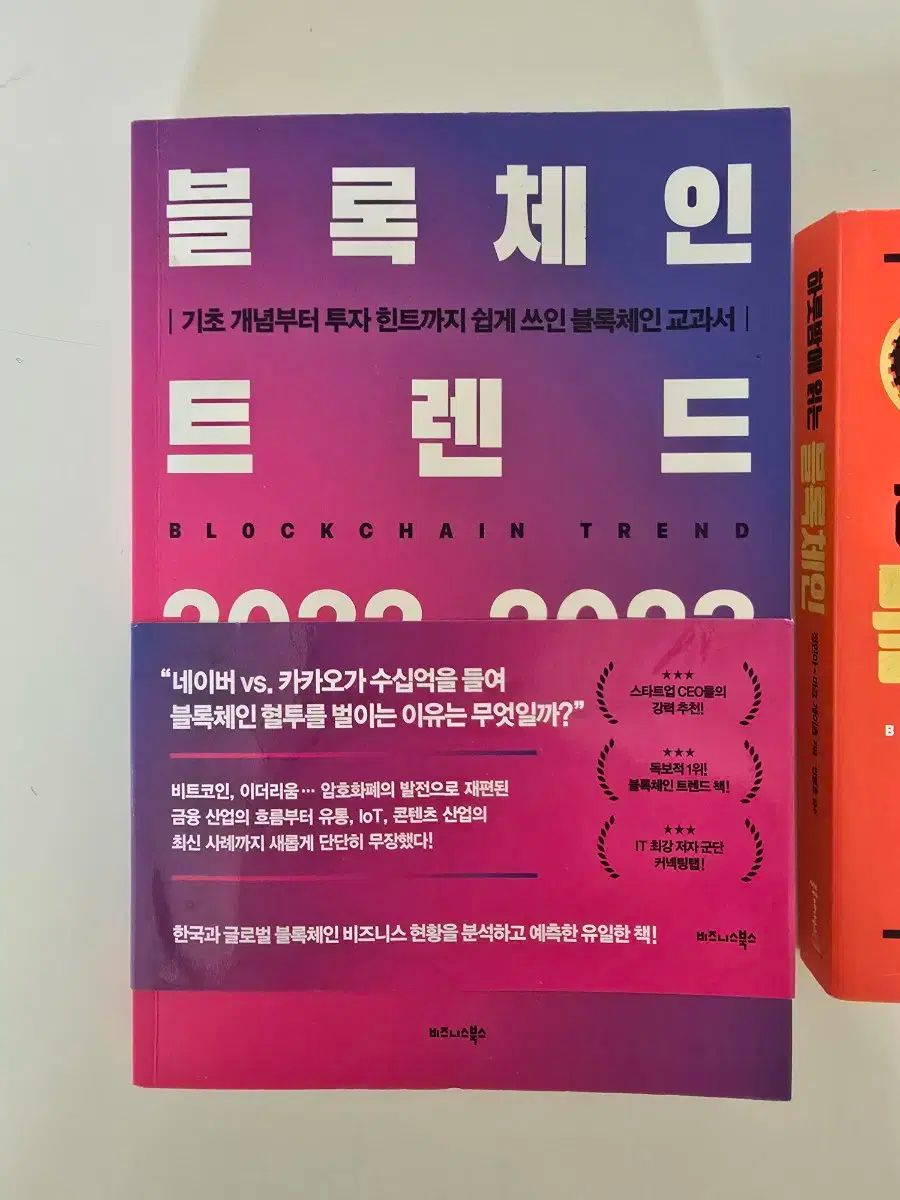 블록체인
기초 개념부터 투자 힌트까지 쉽게 쓰인 블록체인 교과서
트렌드
BLOCKCHAIN TREND
2022 2023
"네이버 vs. 카카오가 수십억을 들여
블록체인 혈투를 벌이는 이유는 무엇일까?"
비트코인, 이더리움… 암호화폐의 발전으로 재편된
금융 산업의 흐름부터 유통, IoT, 콘텐츠 산업의
최신 사례까지 새롭게 단단히 무장했다!
한국과 글로벌 블록체인 비즈니스 현황을 분석하고 예측한 유일한 책!
★★★
스타트업 CEO들의
강력 추천!
★★★
독보적 1위!
블록체인 트렌드 책!
★★★
IT 최강 저자 군단
커넥팅랩!
비즈니스북스
비즈니스북스
하룻밤에 읽는 블록체인
B